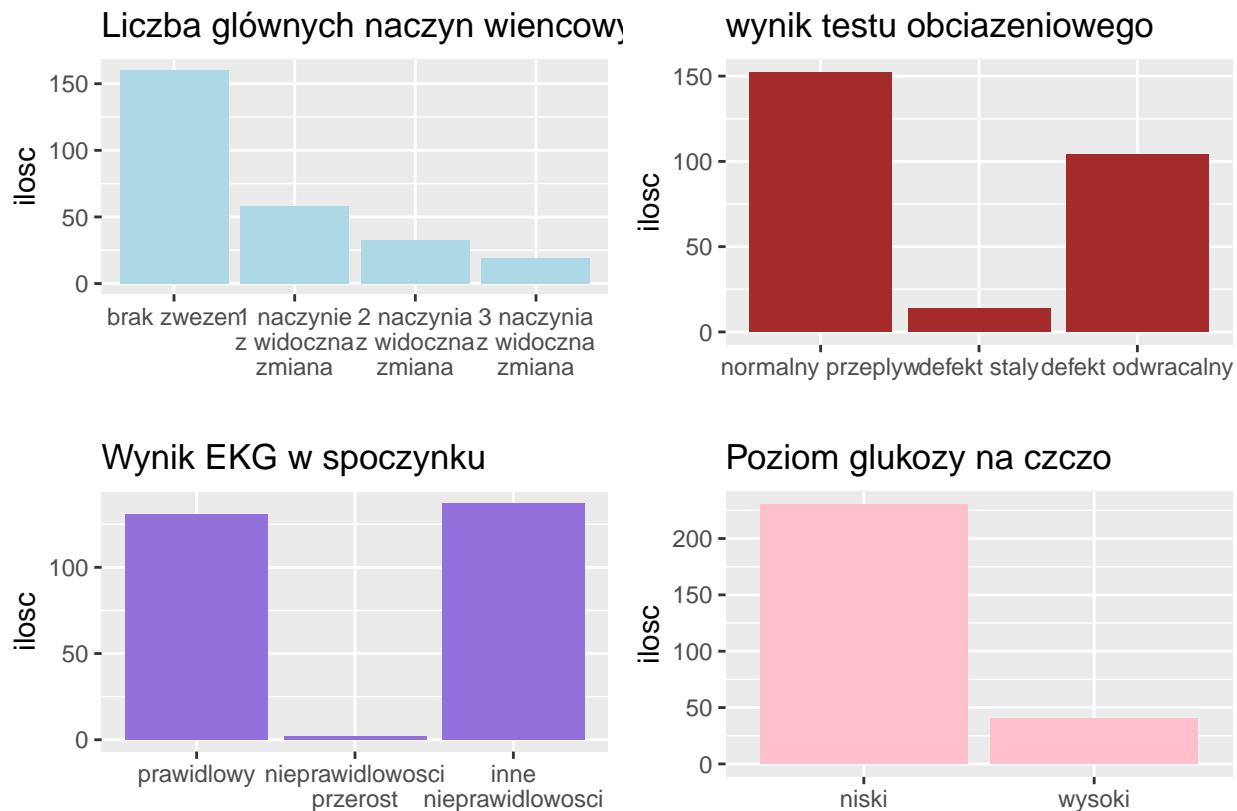 Liczba glównych naczyn wiencowy
ilosc
150
100
50
0
brak zwezen 1 naczynie 2 naczynia 3 naczynia
z widoczna z widoczna z widoczna
zmiana zmiana zmiana
wynik testu obciazeniowego
ilosc
150
100
50
0
normalny przeplyw defekt staly defekt odwracalny
Wynik EKG w spoczynku
ilosc
100
50
0
prawidlowy nieprawidlowosci inne
przerost nieprawidlowosci
Poziom glukozy na czczo
ilosc
200
150
100
50
0
niski wysoki